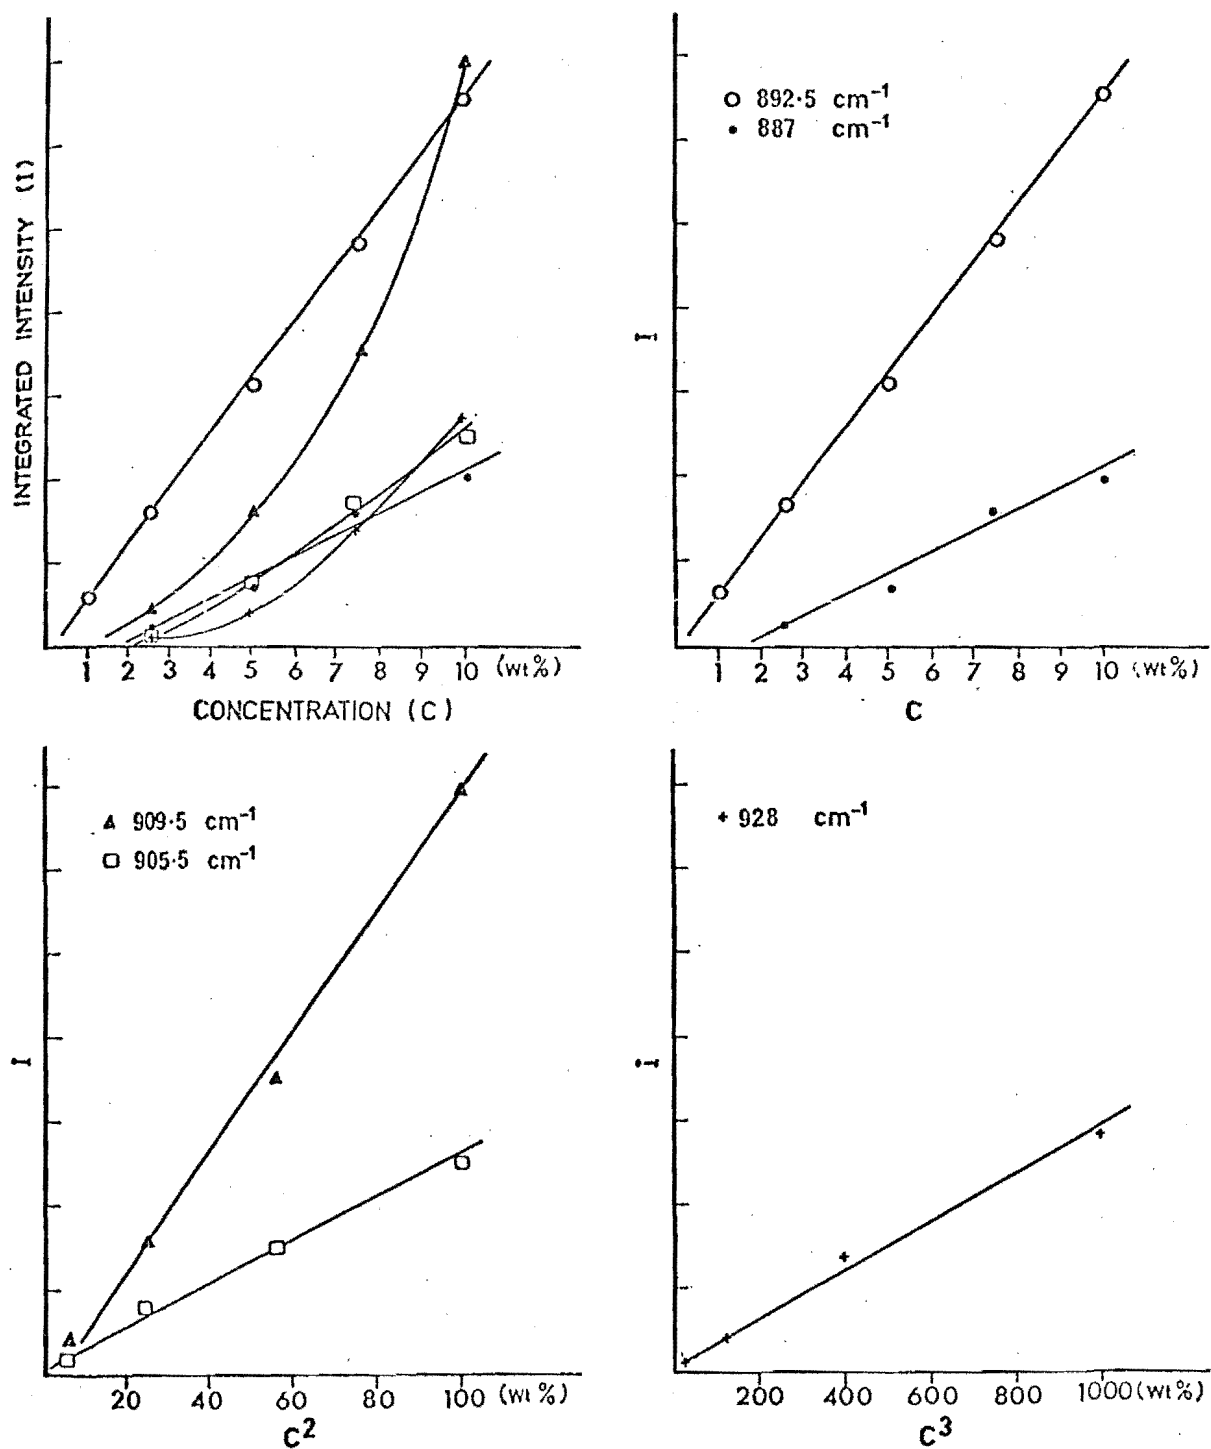 INTEGRATED INTENSITY (I)
1 2 3 4 5 6 7 8 9 10 (wt%)
CONCENTRATION (C)
892·5 cm⁻¹
887 cm⁻¹
I
1 2 3 4 5 6 7 8 9 10 (wt%)
C
909·5 cm⁻¹
905·5 cm⁻¹
I
20 40 60 80 100 (wt%)
C²
928 cm⁻¹
I
200 400 600 800 1000 (wt%)
C³